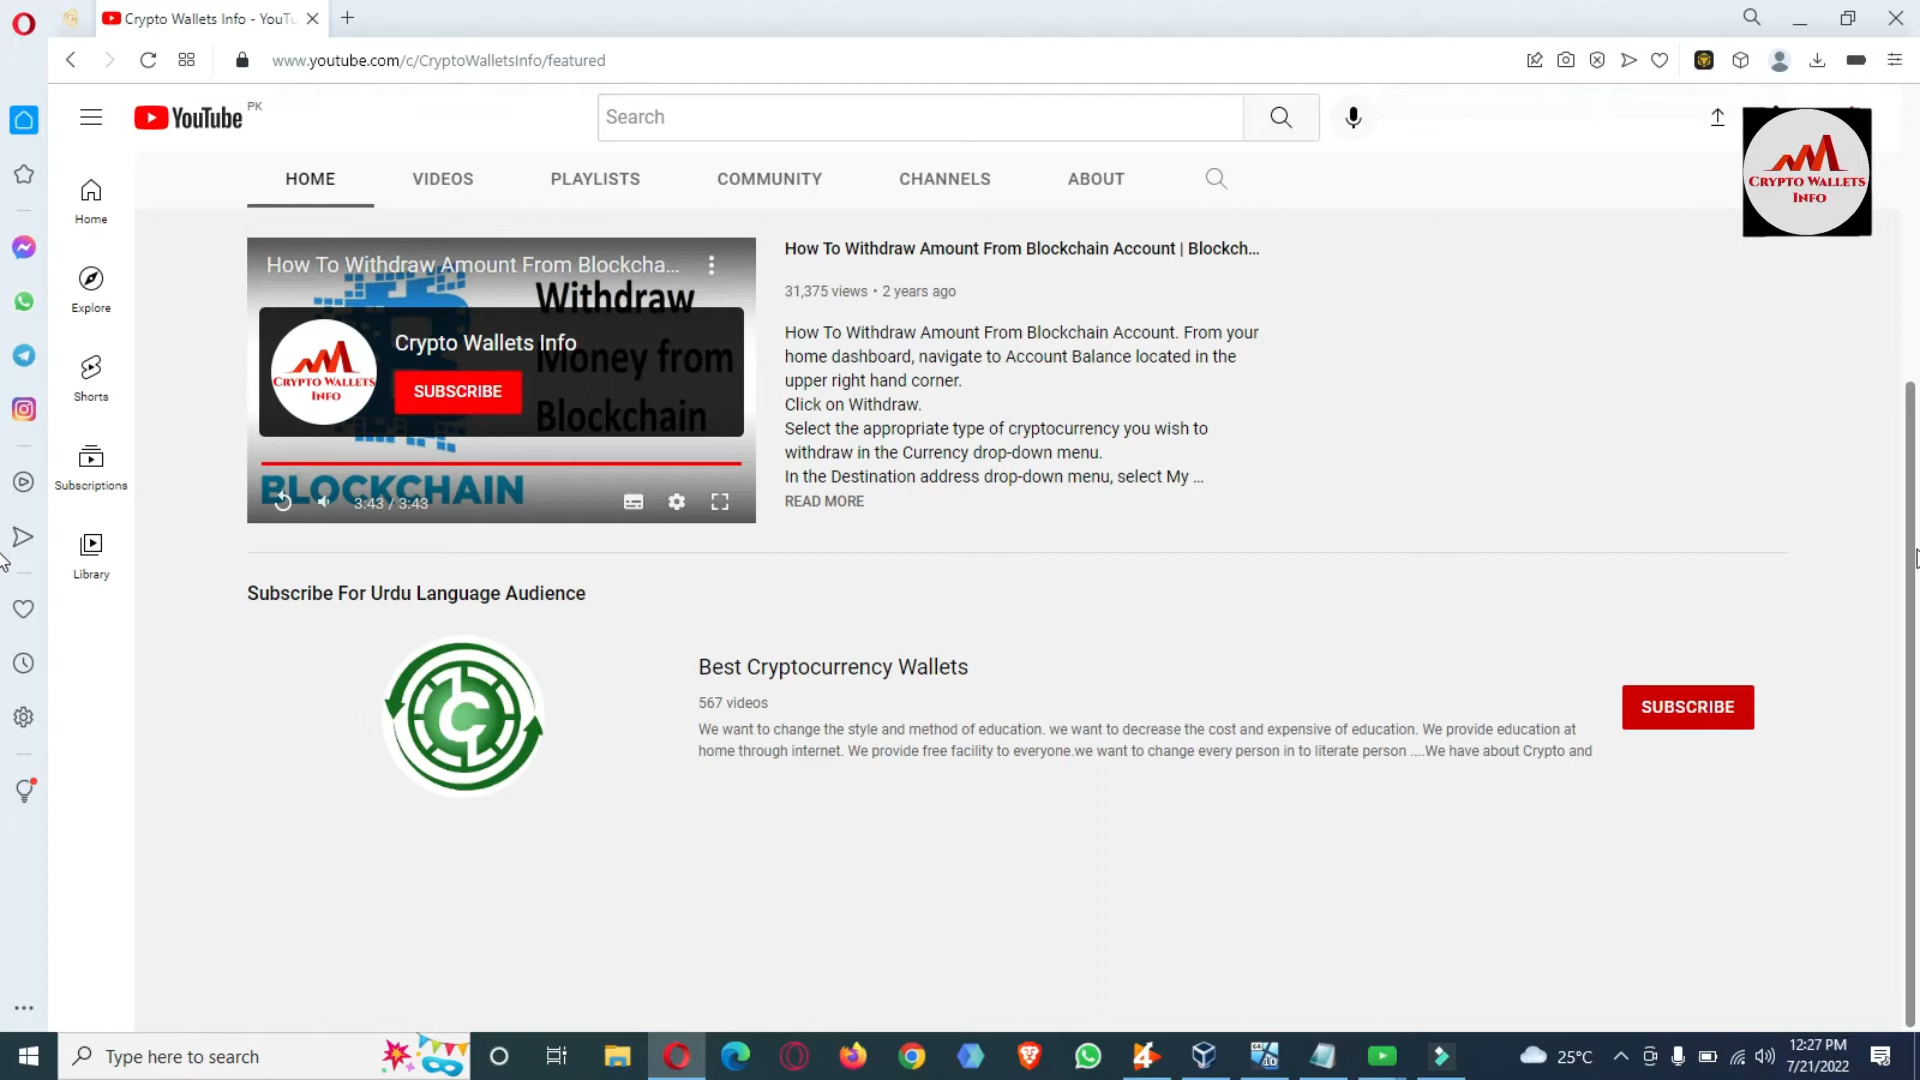 Crypto Wallets Info - YouTu
www.youtube.com/c/CryptoWalletsInfo/featured
YouTube PK
Search
CRYPTO WALLETS
INFO
HOME
VIDEOS
PLAYLISTS
COMMUNITY
CHANNELS
ABOUT
Home
Explore
Shorts
Subscriptions
Library
How To Withdraw Amount From Blockcha...
Withdraw
Money from
Blockchain
Crypto Wallets Info
SUBSCRIBE
CRYPTO WALLETS
INFO
BLOCKCHAIN
3:43 / 3:43
How To Withdraw Amount From Blockchain Account | Blockch...
31,375 views • 2 years ago
How To Withdraw Amount From Blockchain Account. From your
home dashboard, navigate to Account Balance located in the
upper right hand corner.
Click on Withdraw.
Select the appropriate type of cryptocurrency you wish to
withdraw in the Currency drop-down menu.
In the Destination address drop-down menu, select My ...
READ MORE
Subscribe For Urdu Language Audience
Best Cryptocurrency Wallets
567 videos
We want to change the style and method of education. we want to decrease the cost and expensive of education. We provide education at
home through internet. We provide free facility to everyone.we want to change every person in to literate person ....We have about Crypto and
SUBSCRIBE
Type here to search
25°C
12:27 PM
7/21/2022